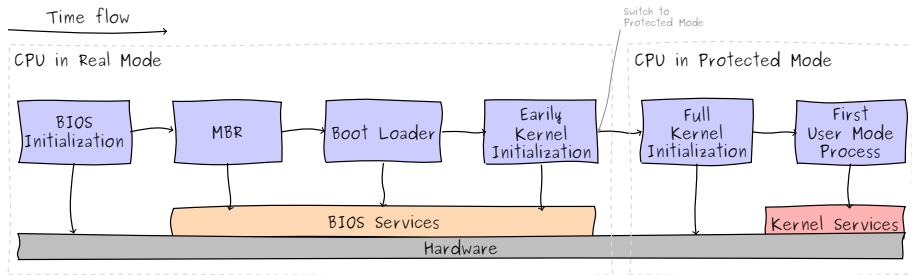 Time flow
Switch to
Protected Mode
CPU in Real Mode
CPU in Protected Mode
BIOS
Initialization
MBR
Boot Loader
Earily
Kernel
Initialization
Full
Kernel
Initialization
First
User Mode
Process
BIOS Services
Kernel Services
Hardware